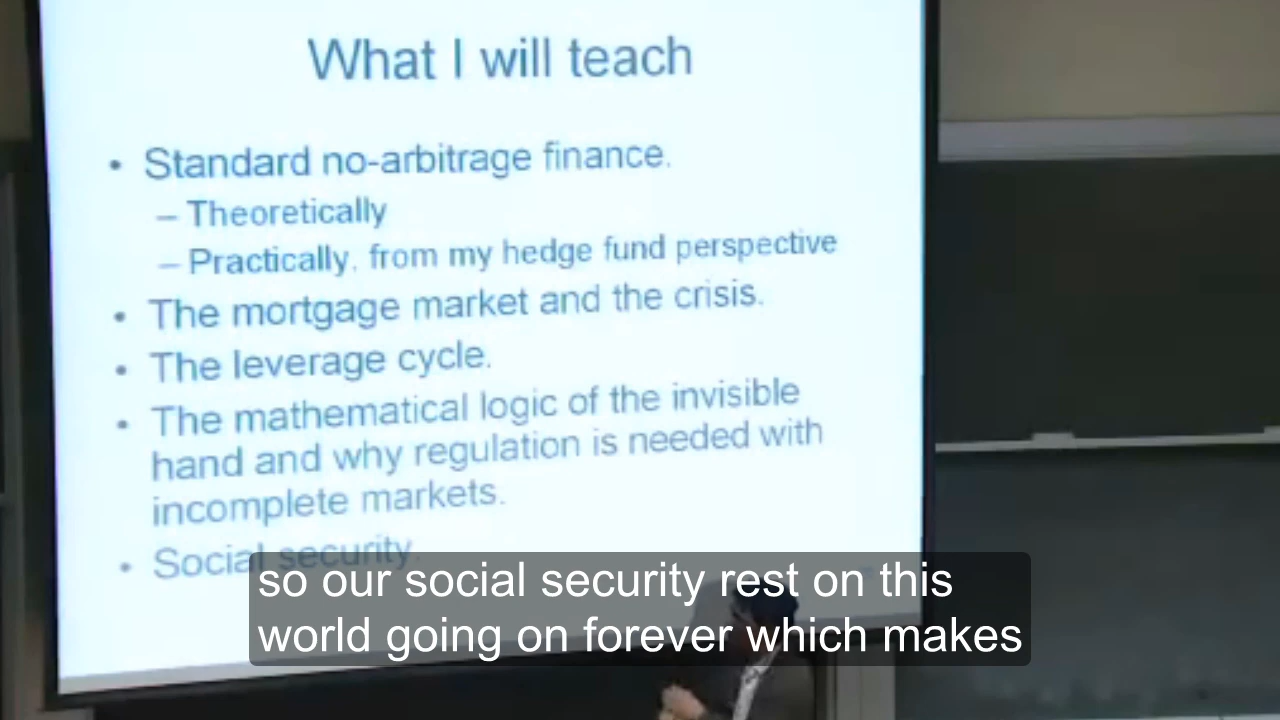 What I will teach
• Standard no-arbitrage finance.
– Theoretically
– Practically, from my hedge fund perspective
• The mortgage market and the crisis.
• The leverage cycle.
• The mathematical logic of the invisible
hand and why regulation is needed with
incomplete markets.
• Social security.
so our social security rest on this
world going on forever which makes